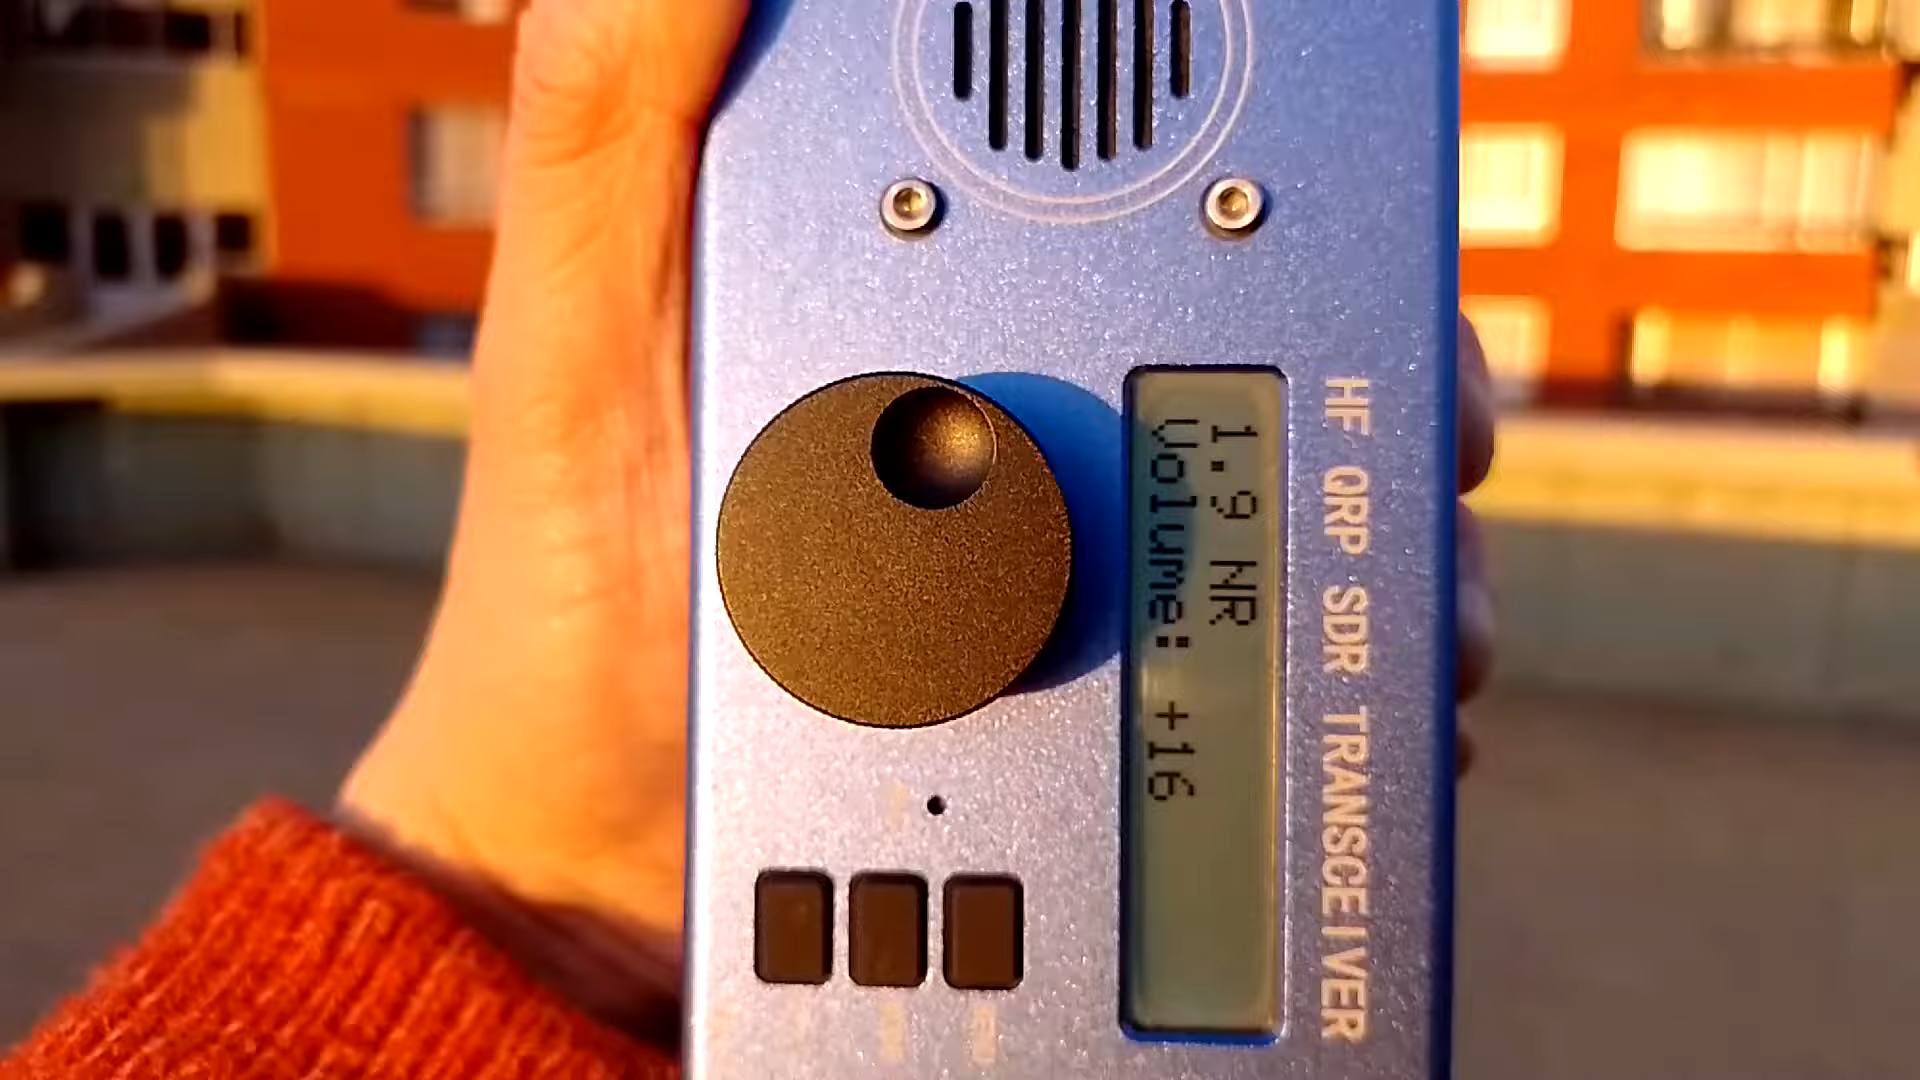 HF QRP SDR TRANSCEIVER
1.9 NR
Volume: +16